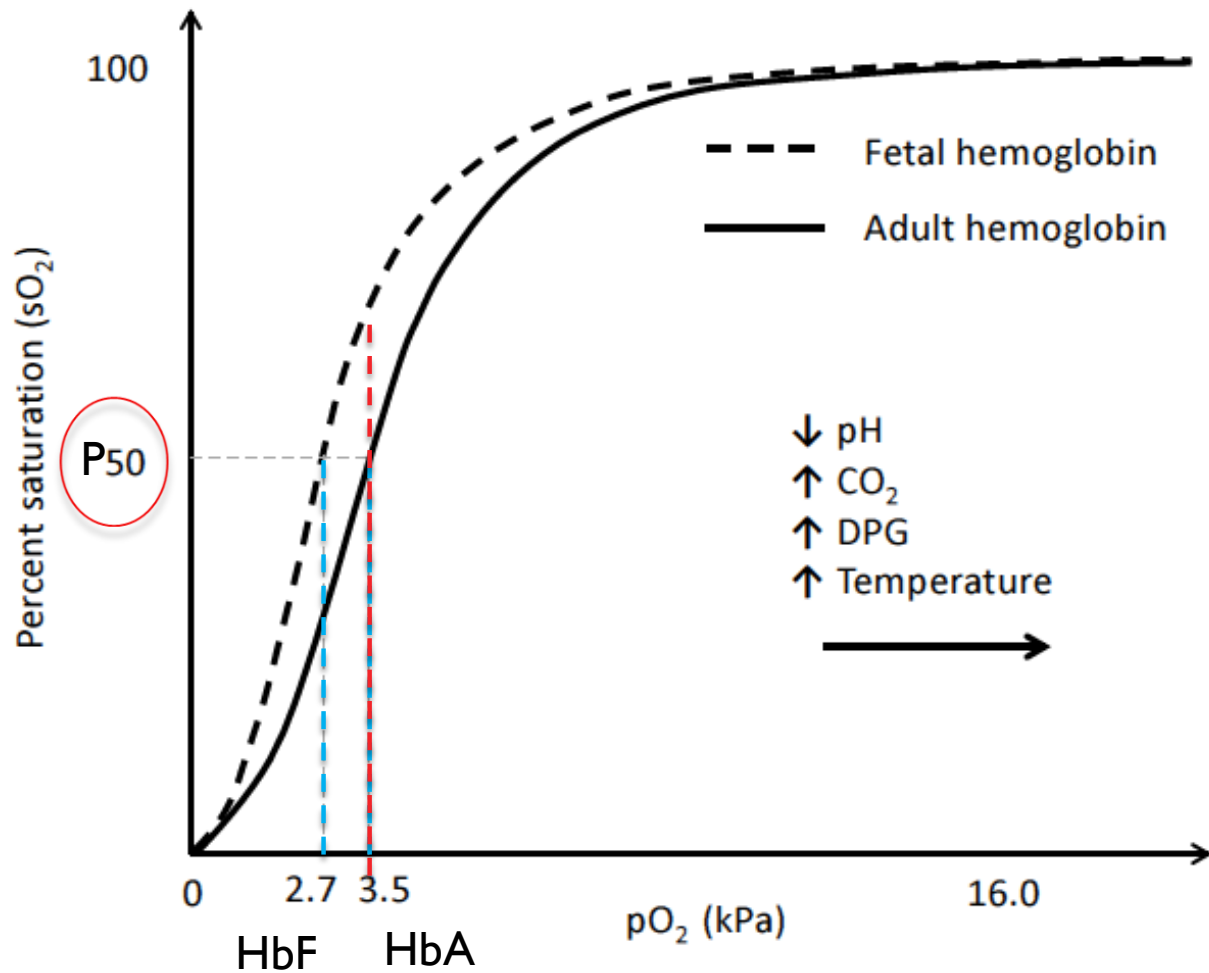 100
Fetal hemoglobin
Adult hemoglobin
Percent saturation (sO₂)
P50
↓ pH
↑ CO₂
↑ DPG
↑ Temperature
0
2.7
3.5
16.0
pO₂ (kPa)
HbF
HbA